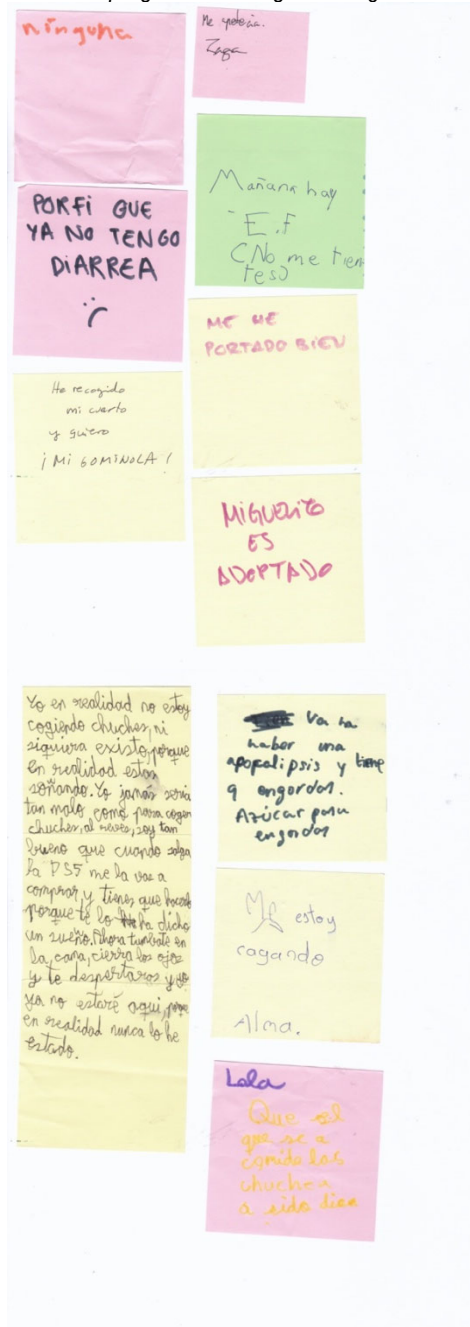 ninguna
Me apetecia.
Zaga
Mañana hay
E.F
(No me tien
tes)
PORFI QUE
YA NO TENGO
DIARREA
:(
ME HE
PORTADO BIEN
He recogido
mi cuarto
y quiero
¡MI GOMINOLA!
MIGUELITO
ES
ADOPTADO
Yo en realidad no estoy
cogiendo chuches, ni
siquiera existo, porque
en realidad estas
soñando. Yo jamás seria
tan malo como para coger
chuches, al reves, soy tan
bueno que cuando salga
la PS5 me la vas a
comprar, y tienes que hacerlo
porque te lo ha dicho
un sueño. Ahora tumbate en
la cama, cierra los ojos
y te despertaras y yo
ya no estaré aqui, porque
en realidad nunca lo he
estado.
Va ha
haber una
apocalipsis y tiene
q engordar.
Azúcar para
engordar
Me estoy
cagando
Alma.
Lola
Que el
que se a
comido las
chuches
a sido dios